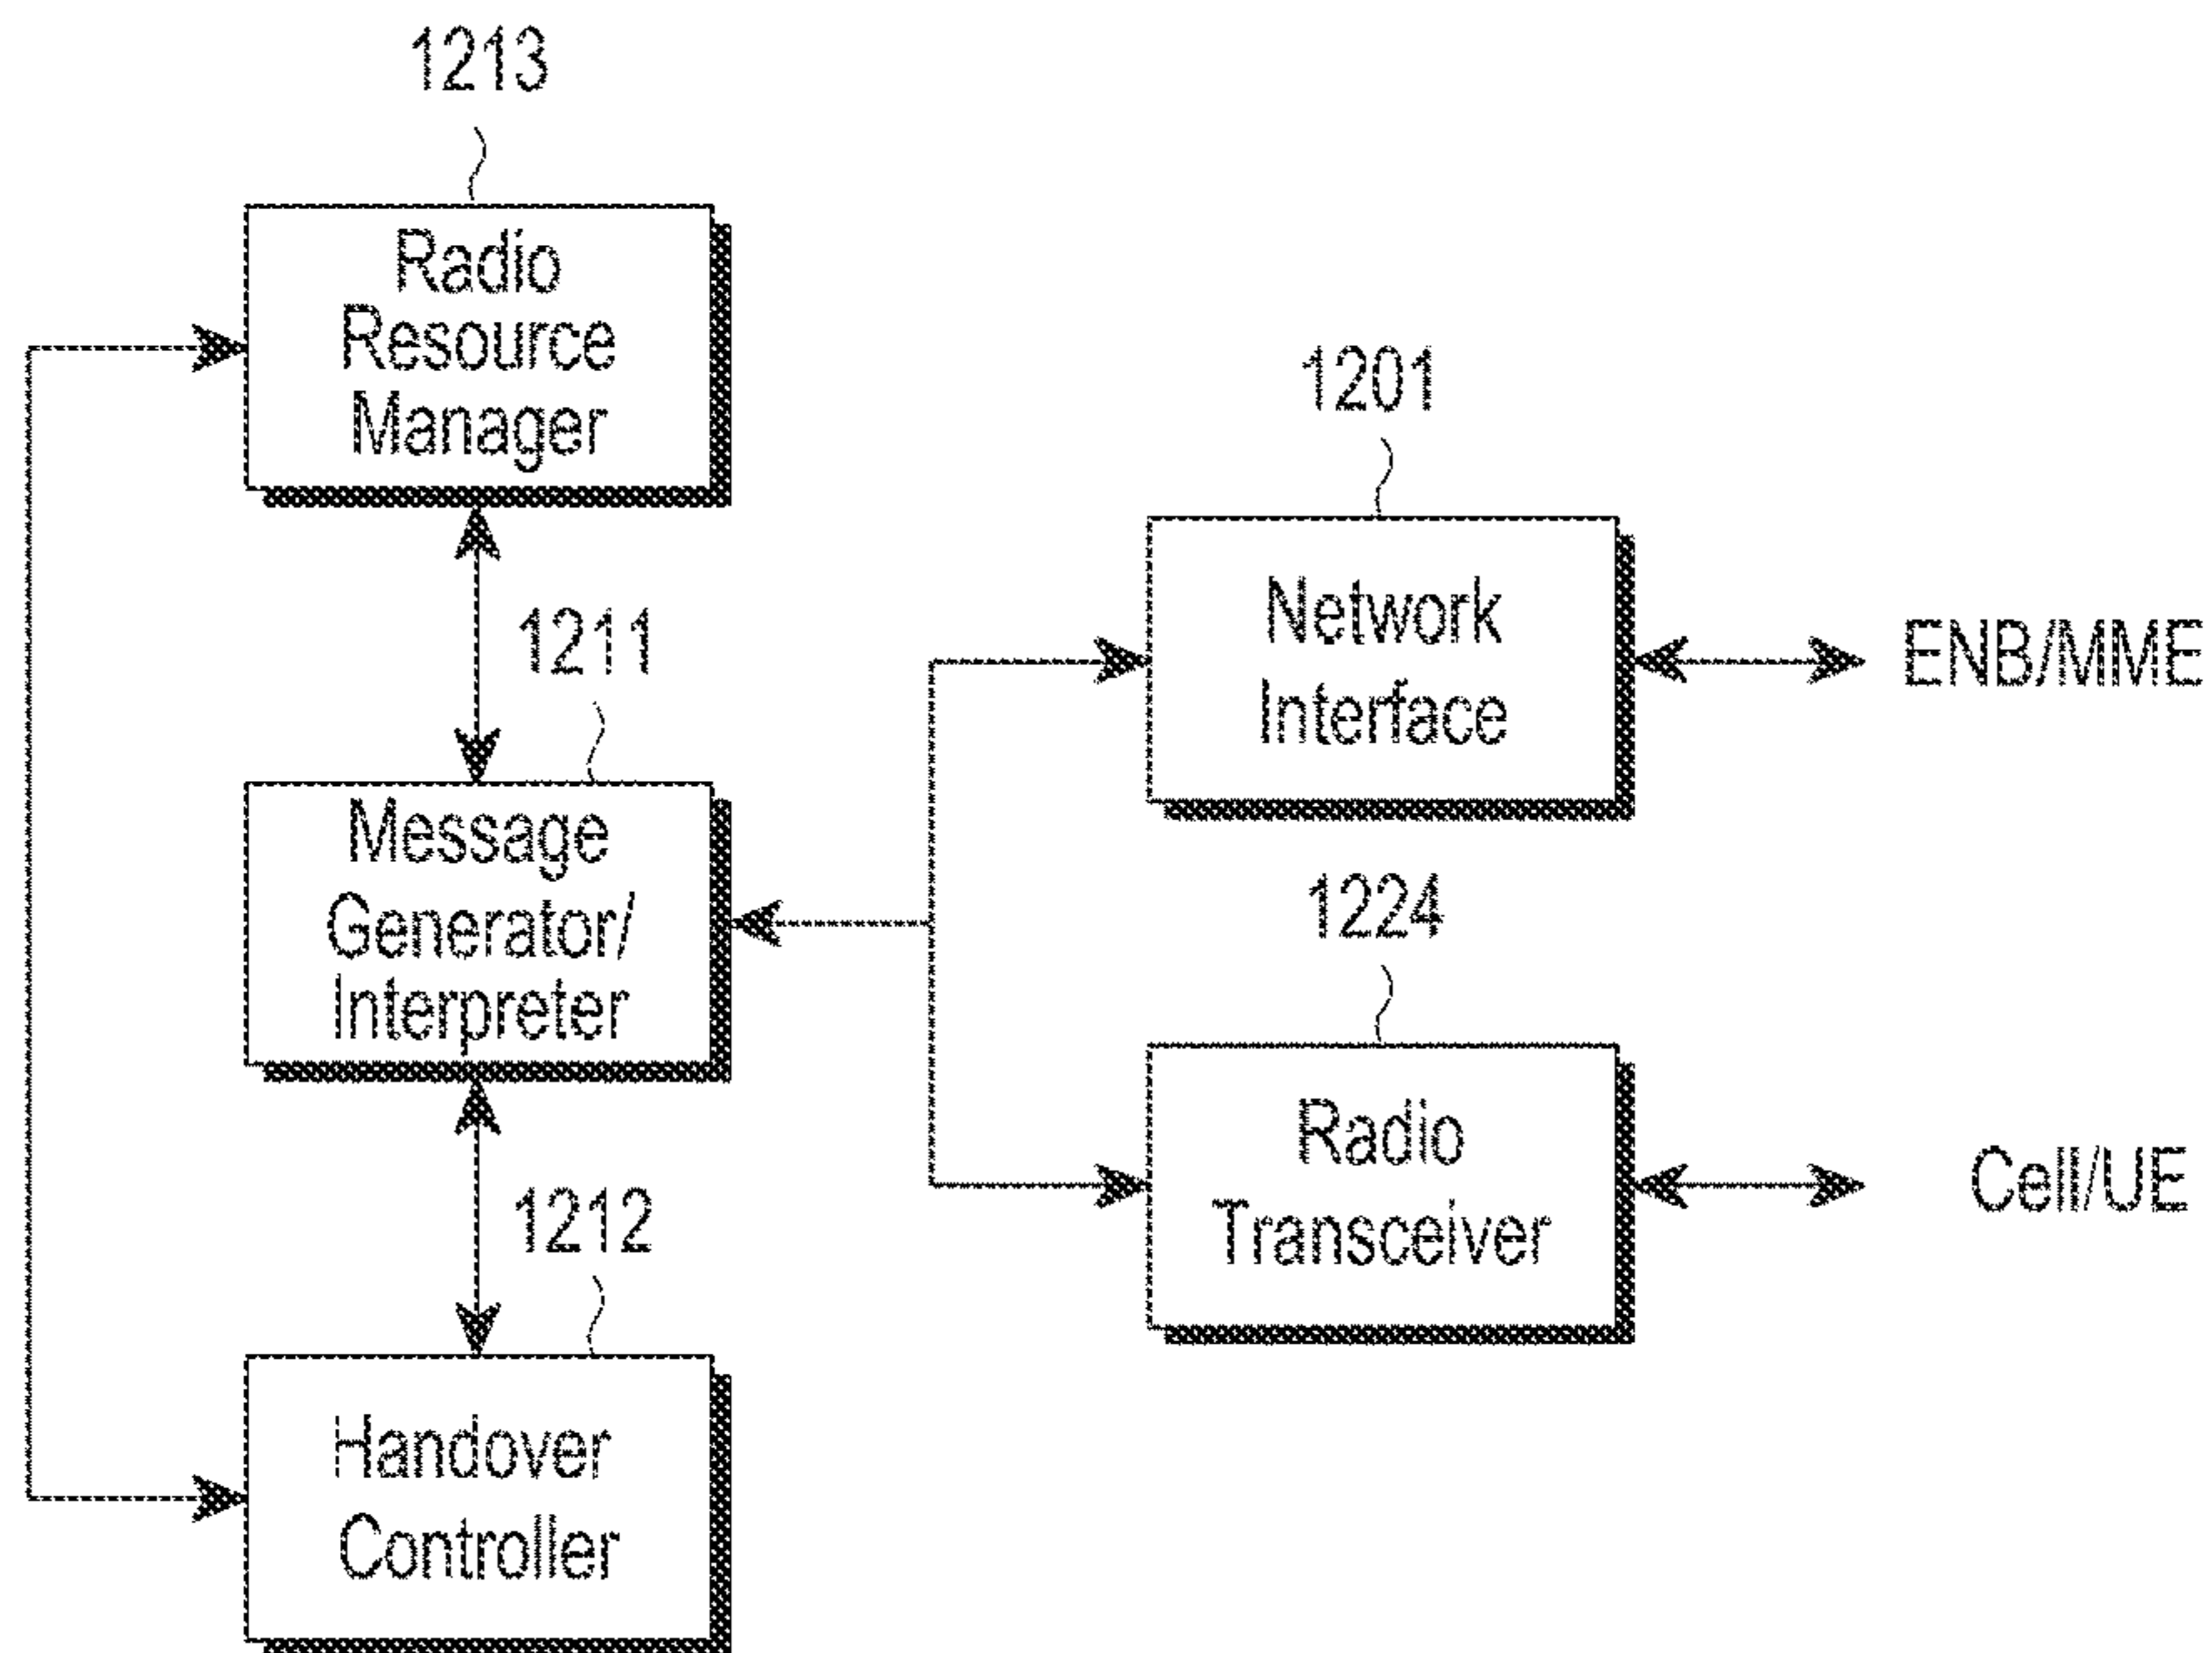 1213
Radio
Resource
Manager
1201
Network
Interface
ENB/MME
1211
Message
Generator/
Interpreter
1224
Radio
Transceiver
Cell/UE
1212
Handover
Controller